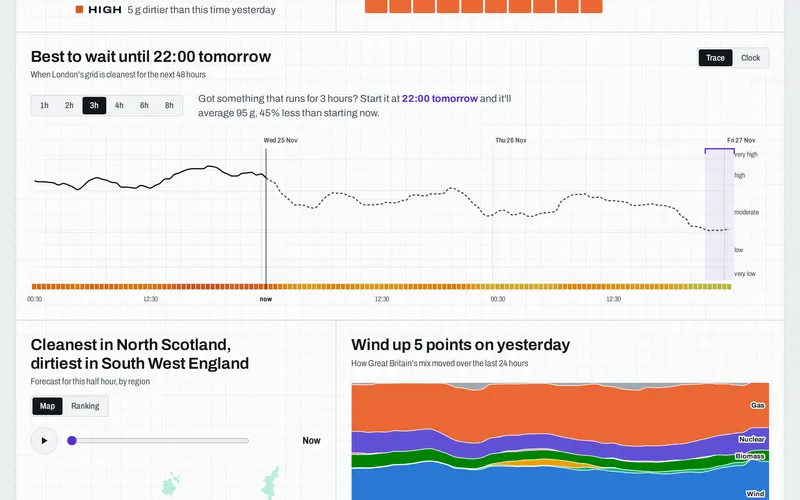 HIGH 5 g dirtier than this time yesterday
Best to wait until 22:00 tomorrow
When London's grid is cleanest for the next 48 hours
Trace Clock
1h 2h 3h 4h 6h 8h
Got something that runs for 3 hours? Start it at 22:00 tomorrow and it'll
average 95 g, 45% less than starting now.
Wed 25 Nov Thu 26 Nov Fri 27 Nov
very high
high
moderate
low
very low
00:30 12:30 now 12:30 00:30 12:30
Cleanest in North Scotland,
dirtiest in South West England
Forecast for this half hour, by region
Map Ranking
Now
Wind up 5 points on yesterday
How Great Britain's mix moved over the last 24 hours
Gas
Nuclear
Biomass
Wind